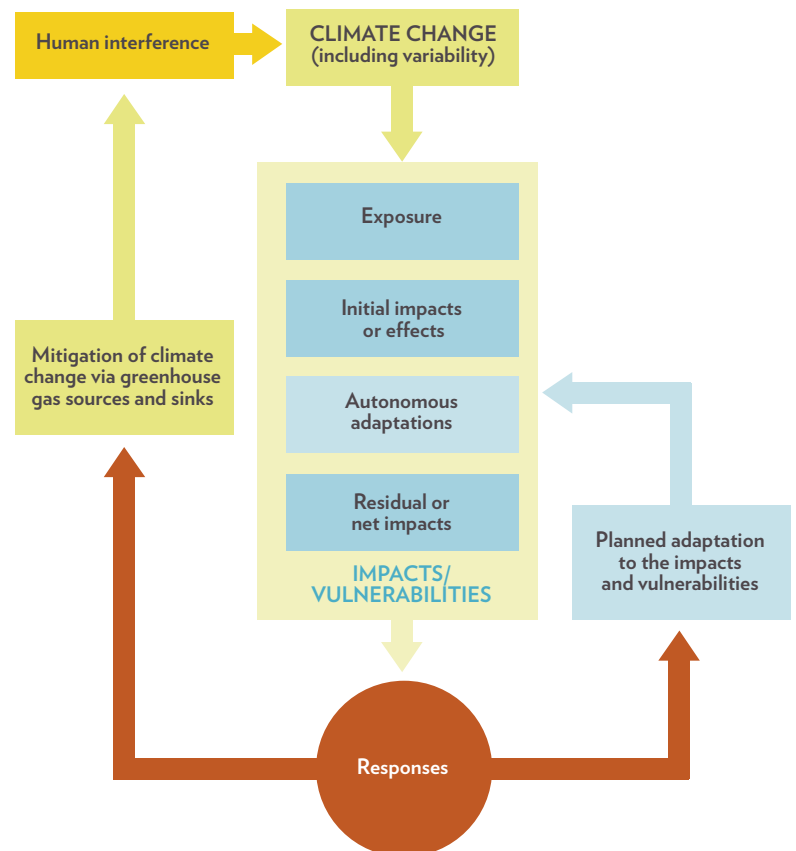 Human interference
CLIMATE CHANGE
(including variability)
Exposure
Initial impacts
or effects
Mitigation of climate
change via greenhouse
gas sources and sinks
Autonomous
adaptations
Residual or
net impacts
IMPACTS/
VULNERABILITIES
Planned adaptation
to the impacts
and vulnerabilities
Responses